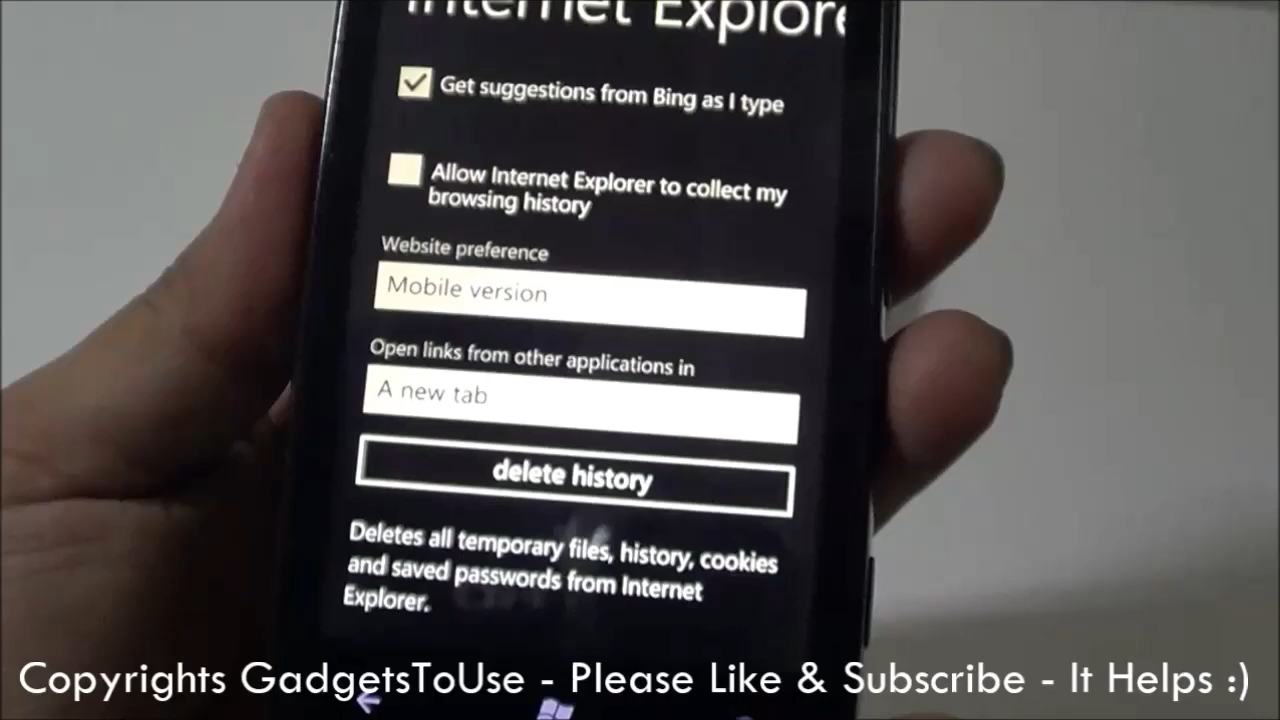 Internet Explore
Get suggestions from Bing as I type
Allow Internet Explorer to collect my
browsing history
Website preference
Mobile version
Open links from other applications in
A new tab
delete history
Deletes all temporary files, history, cookies
and saved passwords from Internet
Explorer.
Copyrights GadgetsToUse - Please Like & Subscribe - It Helps :)